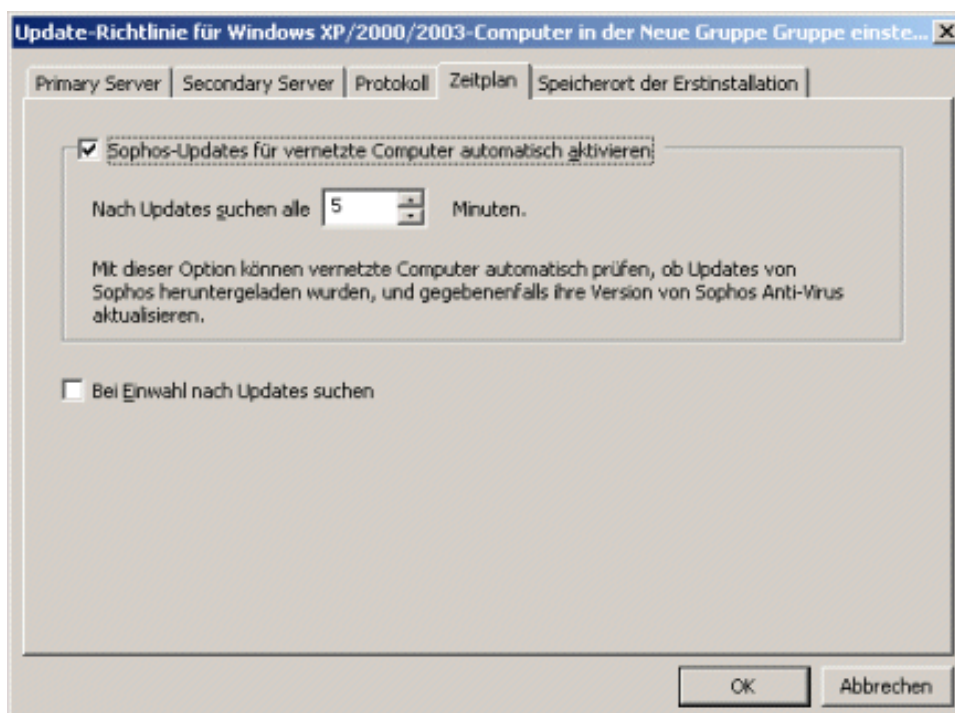 Update-Richtlinie für Windows XP/2000/2003-Computer in der Neue Gruppe Gruppe einste...
Primary Server Secondary Server Protokoll Zeitplan Speicherort der Erstinstallation
Sophos-Updates für vernetzte Computer automatisch aktivieren
Nach Updates suchen alle 5 Minuten.
Mit dieser Option können vernetzte Computer automatisch prüfen, ob Updates von
Sophos heruntergeladen wurden, und gegebenenfalls ihre Version von Sophos Anti-Virus
aktualisieren.
Bei Einwahl nach Updates suchen
OK Abbrechen